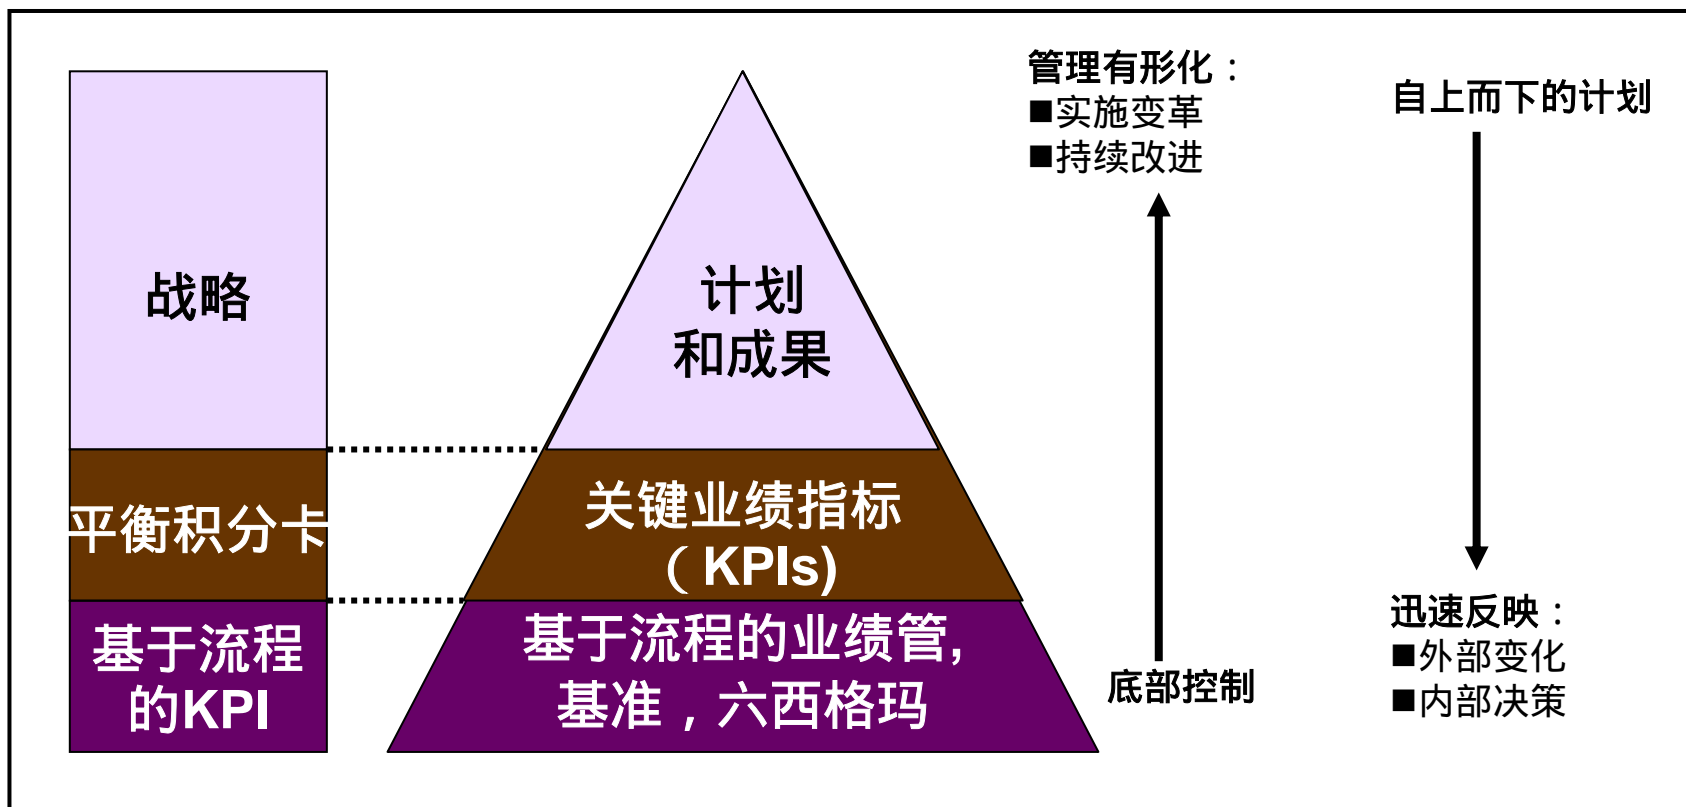 战略
平衡积分卡
基于流程
的KPI
计划
和成果
关键业绩指标
（KPIs)
基于流程的业绩管,
基准，六西格玛
管理有形化：
■实施变革
■持续改进
底部控制
自上而下的计划
迅速反映：
■外部变化
■内部决策